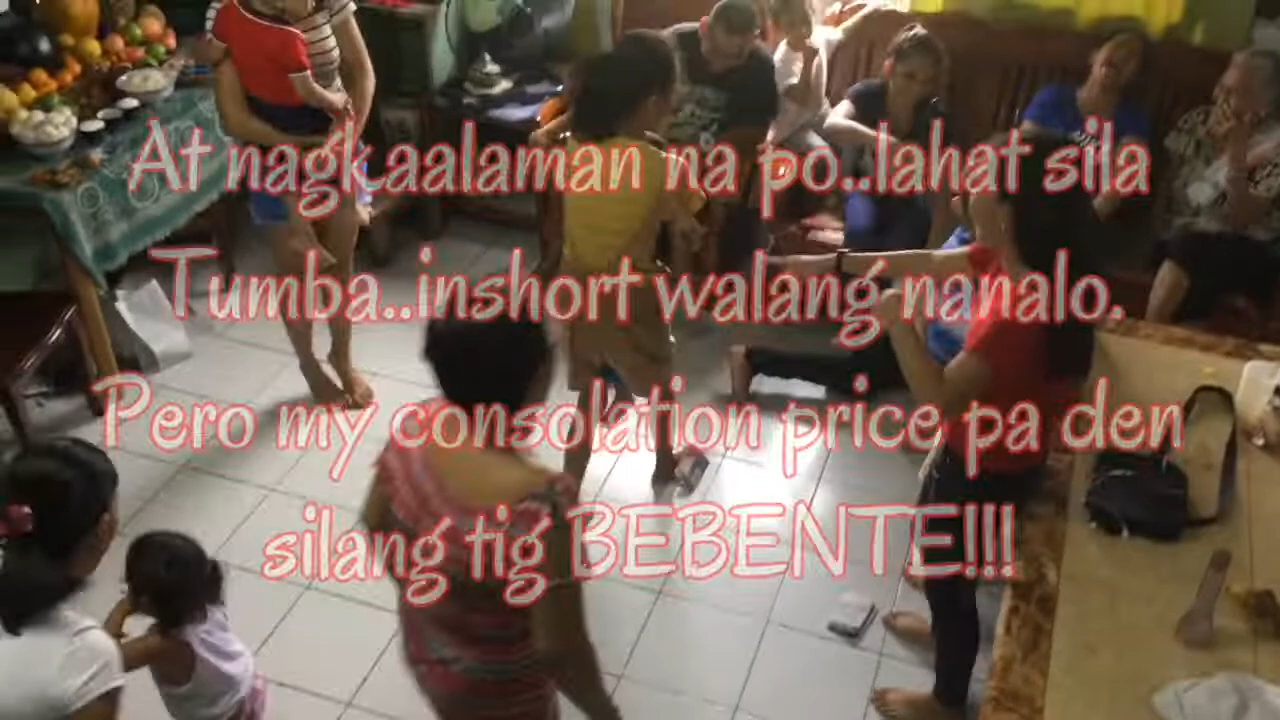 At nagkaalaman na po..lahat sila
Tumba..inshort walang nanalo.
Pero my consolation price pa den
silang tig BEBENTE!!!